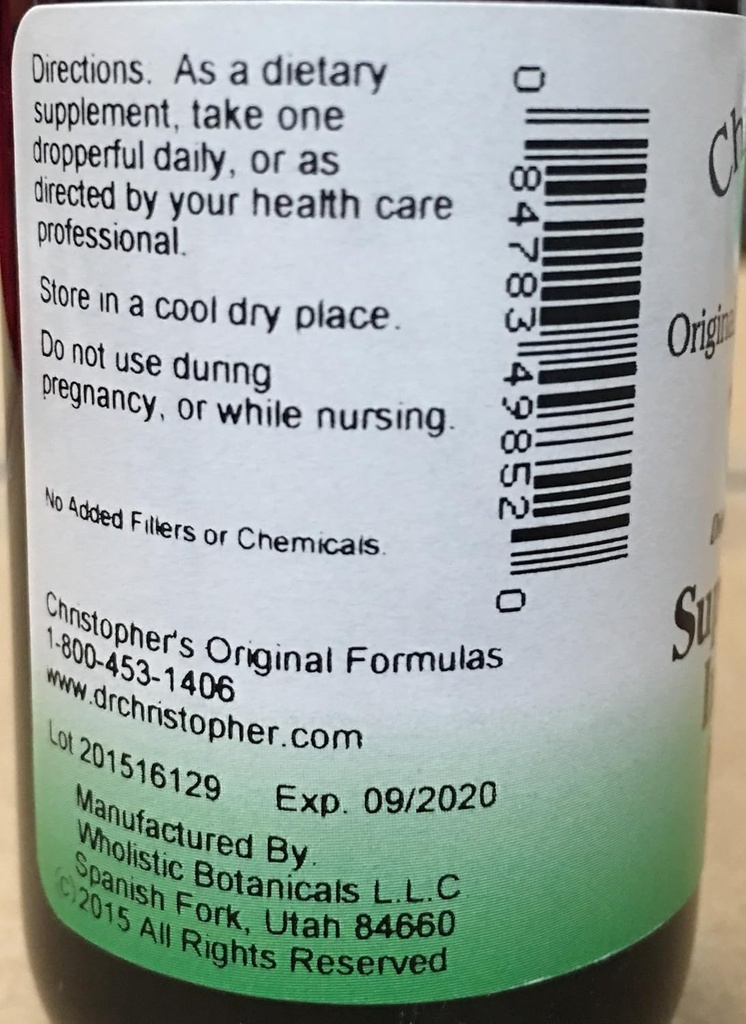 Directions. As a dietary
supplement, take one
dropperful daily, or as
directed by your health care
professional.
Store in a cool dry place.
Do not use during
pregnancy, or while nursing.
No Added Fillers or Chemicals.
Christopher's Original Formulas
1-800-453-1406
www.drchristopher.com
Lot 201516129 Exp. 09/2020
Manufactured By.
Wholistic Botanicals L.L.C
Spanish Fork, Utah 84660
(C)2015 All Rights Reserved
0 84783 49852 0
Ch
Origina
Su